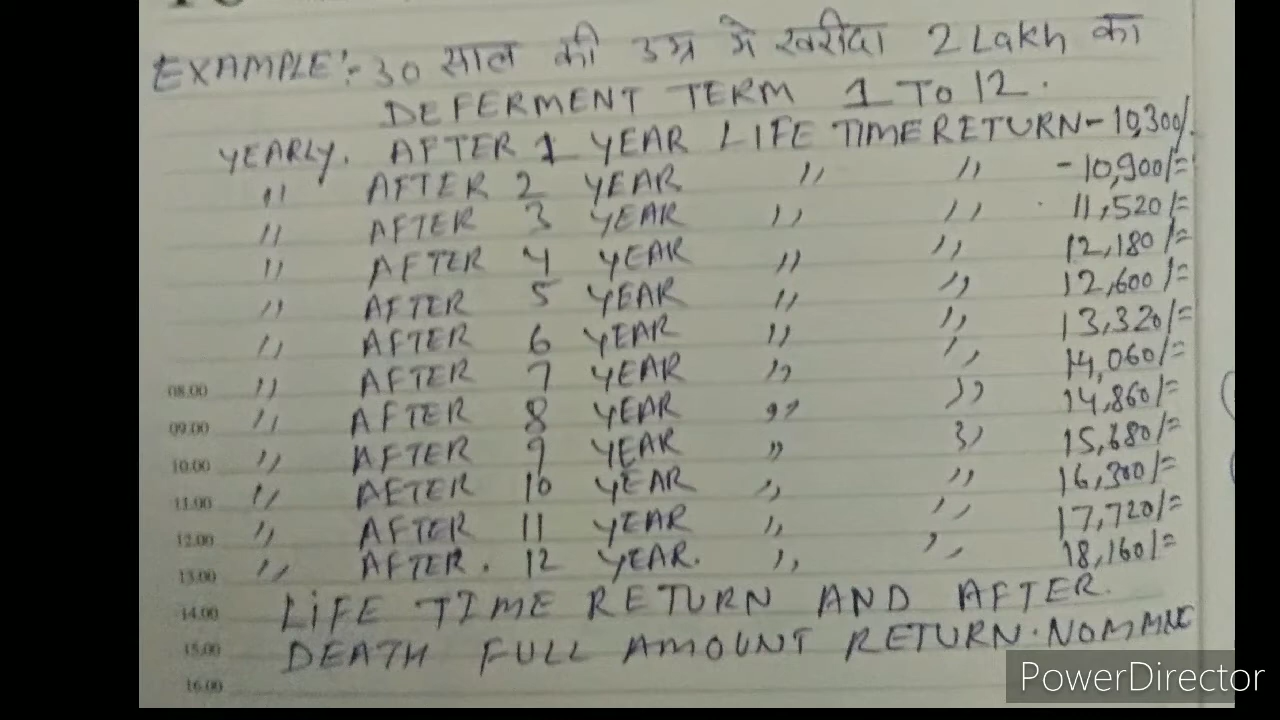 EXAMPLE:- 30 साल की उम्र मे खरीदा 2 Lakh का
DEFERMENT TERM 1 TO 12.
YEARLY. AFTER 1 YEAR LIFE TIME RETURN - 10,300/.
" AFTER 2 YEAR " " - 10,900/=
" AFTER 3 YEAR " " 11,520/=
" AFTER 4 YEAR " " 12,180/=
" AFTER 5 YEAR " " 12,600/=
" AFTER 6 YEAR " " 13,320/=
08.00 " AFTER 7 YEAR " " 14,060/=
09.00 " AFTER 8 YEAR " " 14,860/=
10.00 " AFTER 9 YEAR " " 15,680/=
11.00 " AFTER 10 YEAR " " 16,300/=
12.00 " AFTER 11 YEAR " " 17,720/=
13.00 " AFTER. 12 YEAR. " " 18,160/=
14.00 LIFE TIME RETURN AND AFTER.
15.00 DEATH FULL AMOUNT RETURN.
16.00
PowerDirector